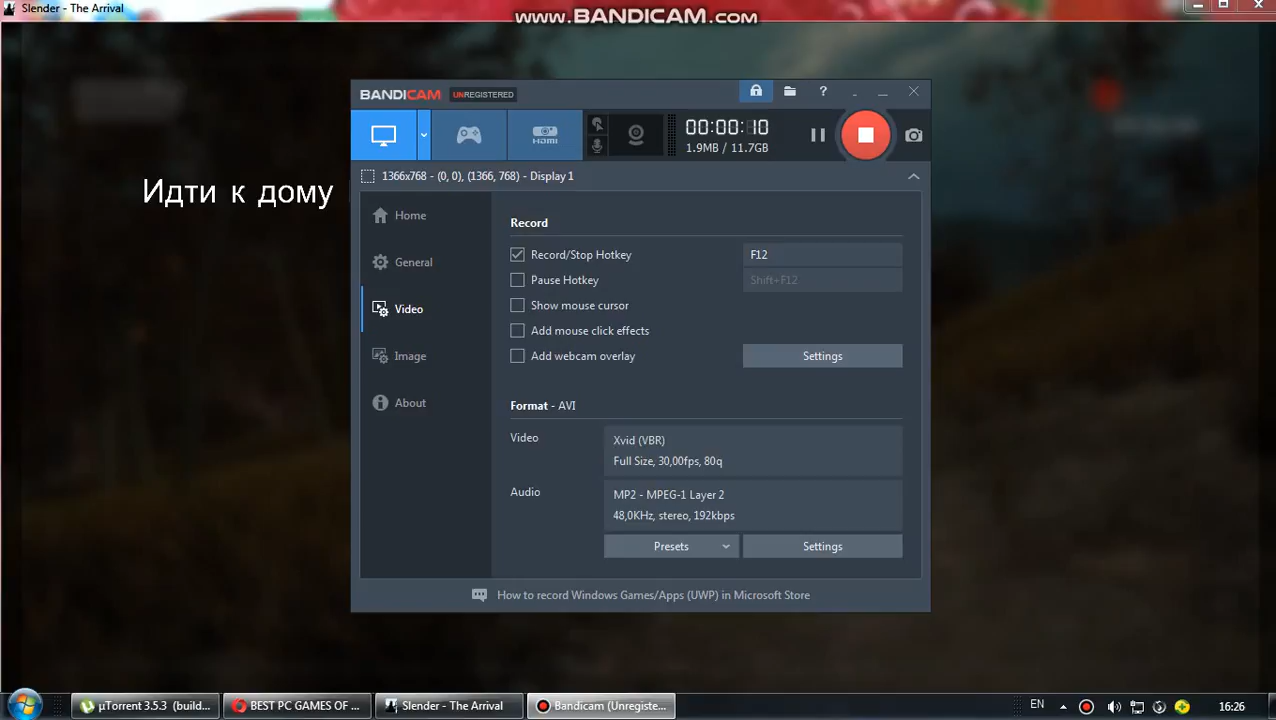 Slender - The Arrival
www.BANDICAM.com
BANDICAM UNREGISTERED
?
HDMI
00:00:10
1.9MB / 11.7GB
1366x768 - (0, 0), (1366, 768) - Display 1
Идти к дому
Home
General
Video
Image
About
Record
Record/Stop Hotkey F12
Pause Hotkey Shift+F12
Show mouse cursor
Add mouse click effects
Add webcam overlay Settings
Format - AVI
Video Xvid (VBR)
Full Size, 30,00fps, 80q
Audio MP2 - MPEG-1 Layer 2
48,0KHz, stereo, 192kbps
Presets Settings
How to record Windows Games/Apps (UWP) in Microsoft Store
µTorrent 3.5.3 (build... BEST PC GAMES OF ... Slender - The Arrival Bandicam (Unregiste... EN 16:26